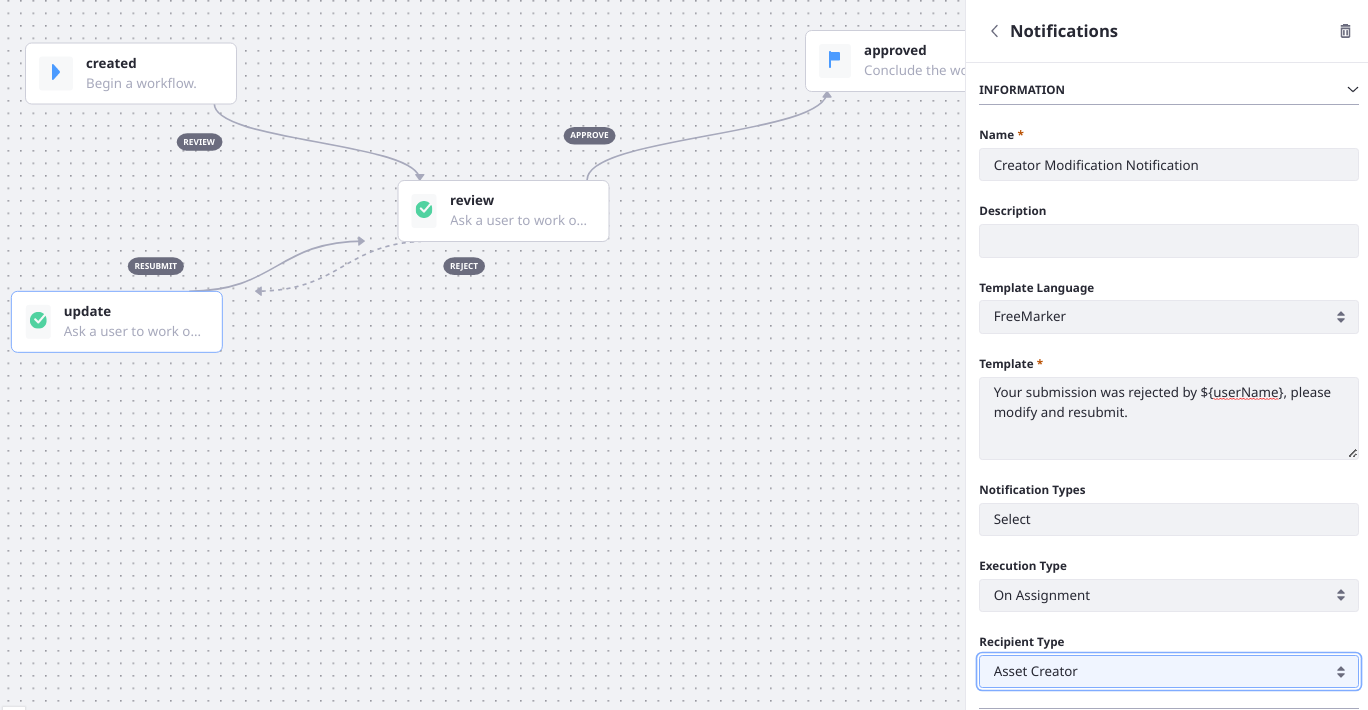 created
Begin a workflow.
approved
Conclude the wo
REVIEW
APPROVE
review
Ask a user to work o...
RESUBMIT
REJECT
update
Ask a user to work o...
Notifications
INFORMATION
Name *
Creator Modification Notification
Description
Template Language
FreeMarker
Template *
Your submission was rejected by ${userName}, please
modify and resubmit.
Notification Types
Select
Execution Type
On Assignment
Recipient Type
Asset Creator